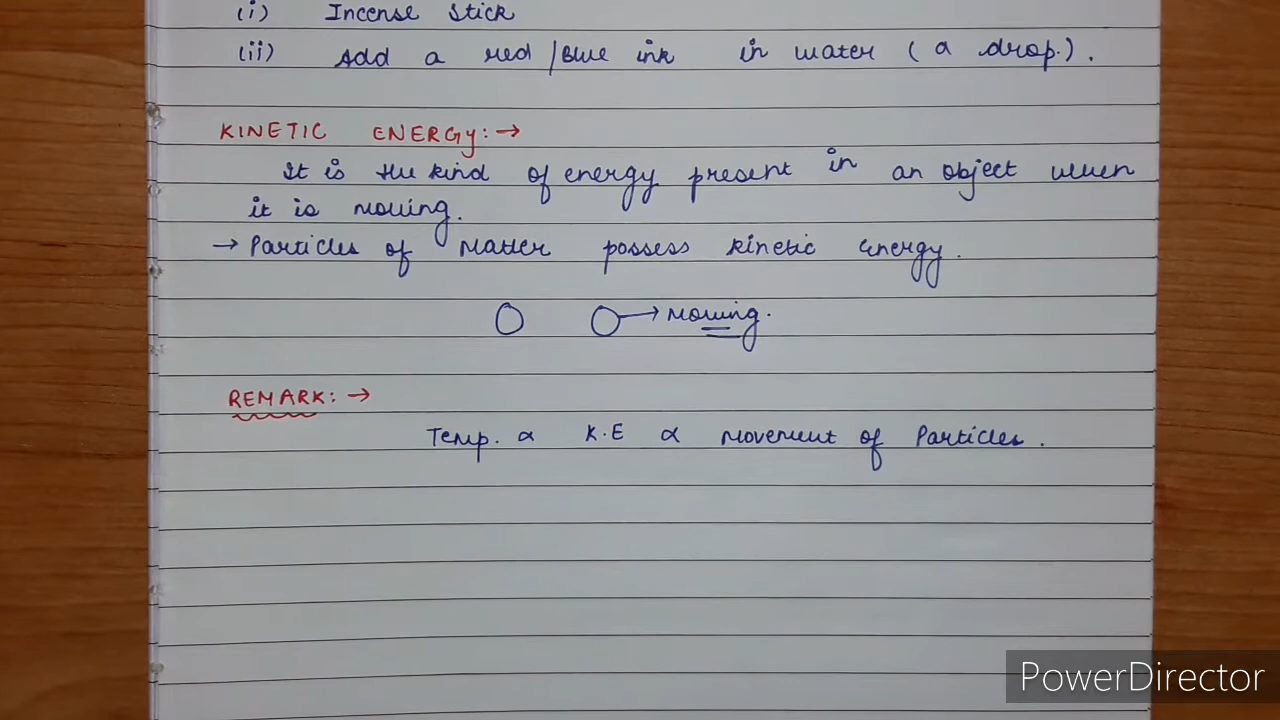 (i) Incense stick
(ii) Add a red/Blue ink in water (a drop.).
KINETIC ENERGY:→
It is the kind of energy present in an object when
it is moving.
→ Particles of Matter possess kinetic energy.
→ Moving.
REMARK:→
Temp. ∝ K.E ∝ movement of Particles.
PowerDirector